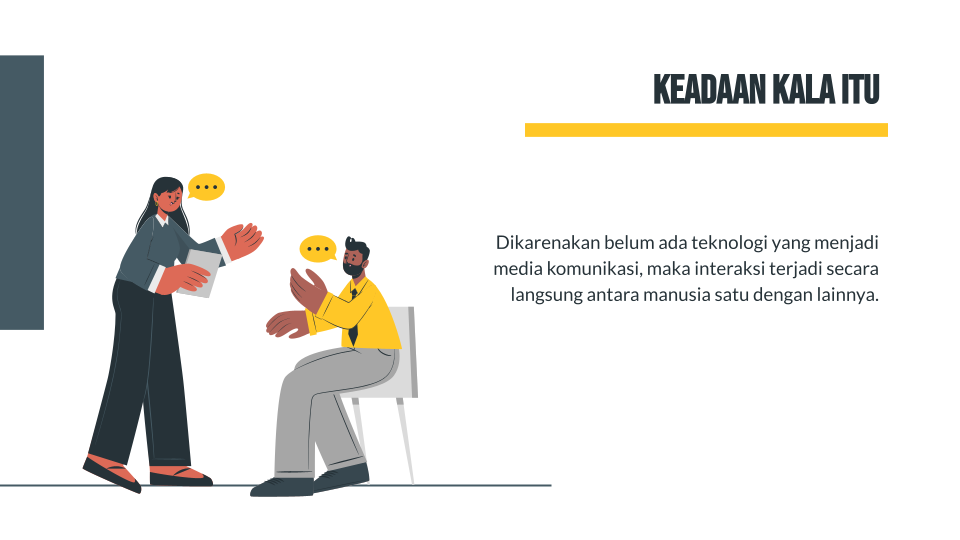 KEADAAN KALA ITU
Dikarenakan belum ada teknologi yang menjadi
media komunikasi, maka interaksi terjadi secara
langsung antara manusia satu dengan lainnya.